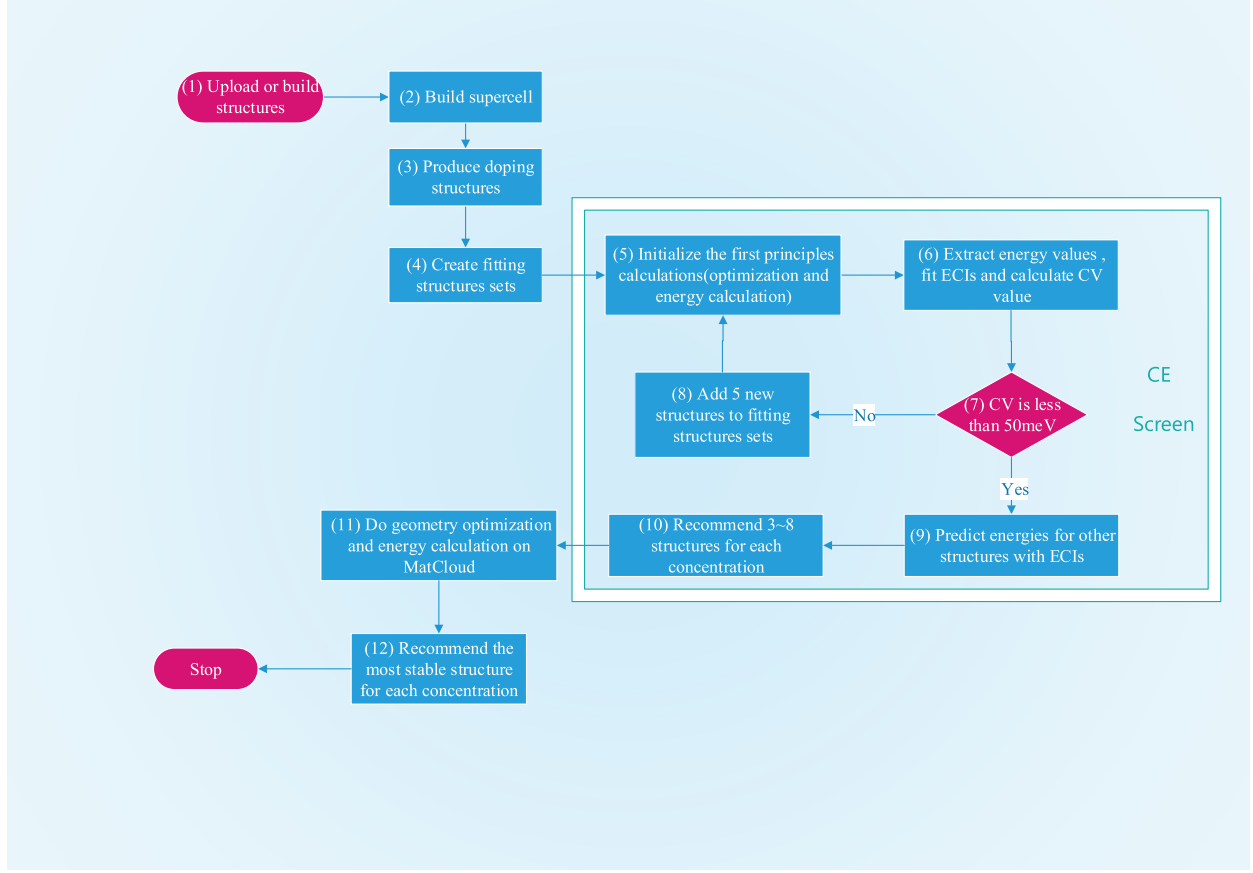 (1) Upload or build
structures
(2) Build supercell
(3) Produce doping
structures
(4) Create fitting
structures sets
(5) Initialize the first principles
calculations(optimization and
energy calculation)
(6) Extract energy values ,
fit ECIs and calculate CV
value
(7) CV is less
than 50meV
No
(8) Add 5 new
structures to fitting
structures sets
Yes
(9) Predict energies for other
structures with ECIs
(10) Recommend 3~8
structures for each
concentration
CE
Screen
(11) Do geometry optimization
and energy calculation on
MatCloud
(12) Recommend the
most stable structure
for each concentration
Stop